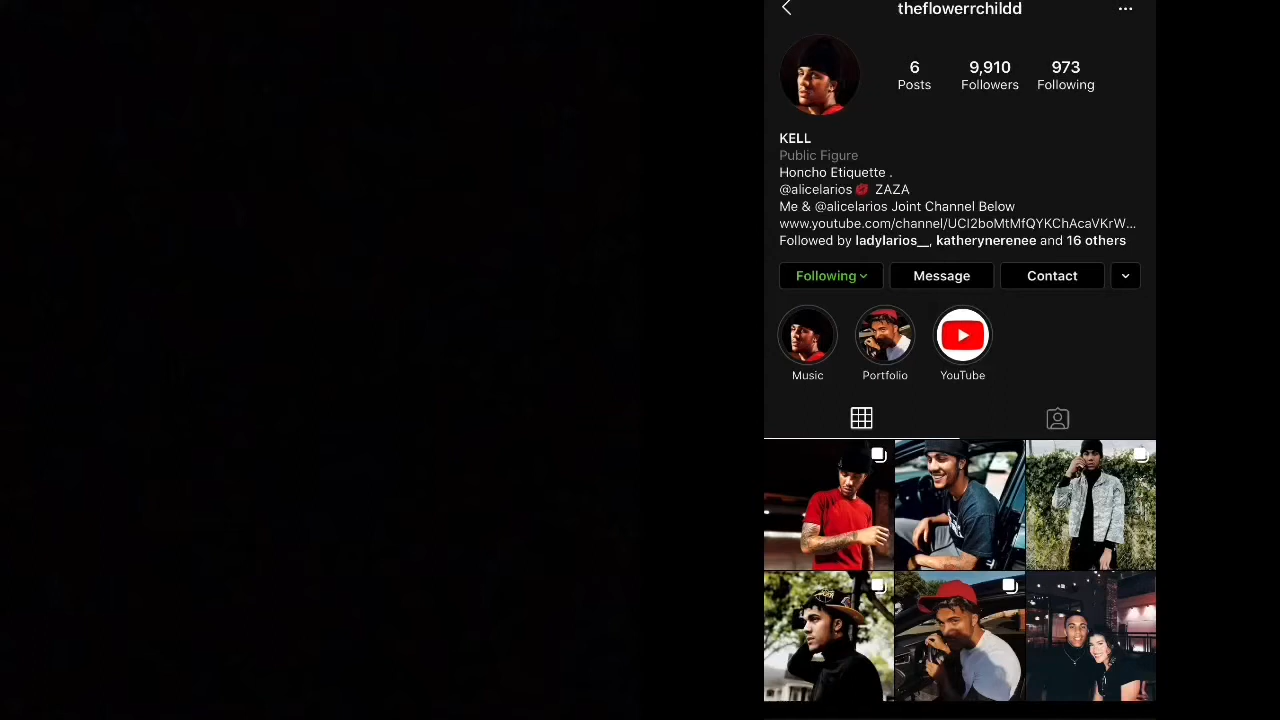 theflowerrchildd
6 9,910 973
Posts Followers Following
KELL
Public Figure
Honcho Etiquette .
@alicelarios💋 ZAZA
Me & @alicelarios Joint Channel Below
www.youtube.com/channel/UCI2boMtMfQYKChAcaVKrW...
Followed by ladylarios__, katherynerenee and 16 others
Following Message Contact
Music Portfolio YouTube